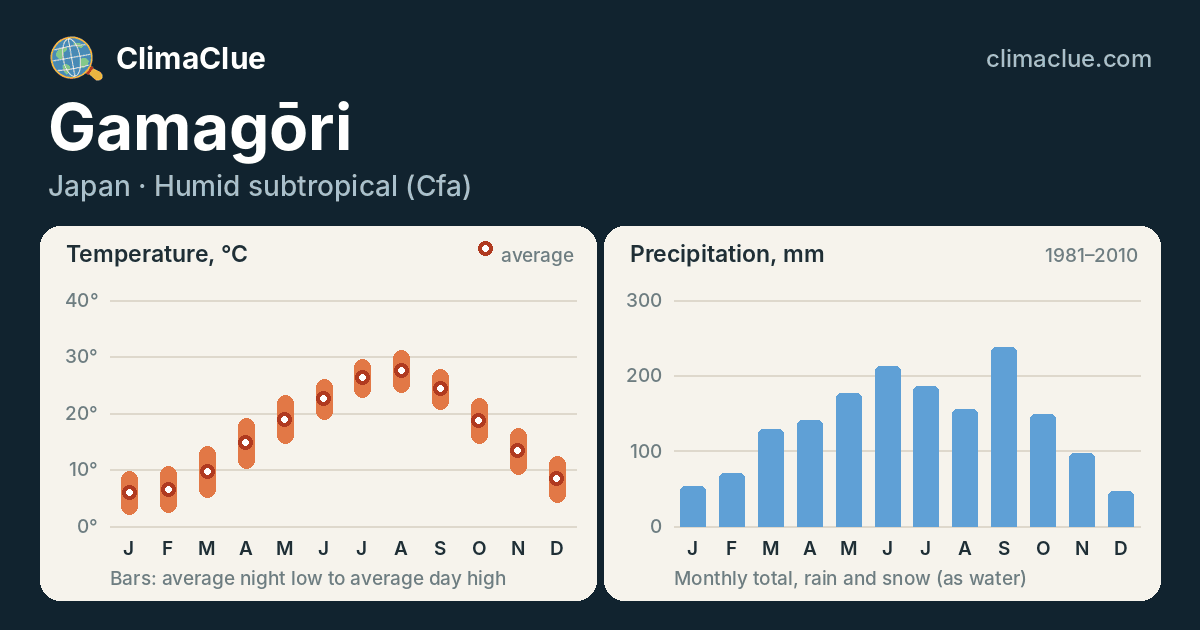 ClimaClue
climaclue.com
Gamagōri
Japan · Humid subtropical (Cfa)
Temperature, °C
average
40°
30°
20°
10°
0°
J F M A M J J A S O N D
Bars: average night low to average day high
Precipitation, mm
1981–2010
300
200
100
0
J F M A M J J A S O N D
Monthly total, rain and snow (as water)